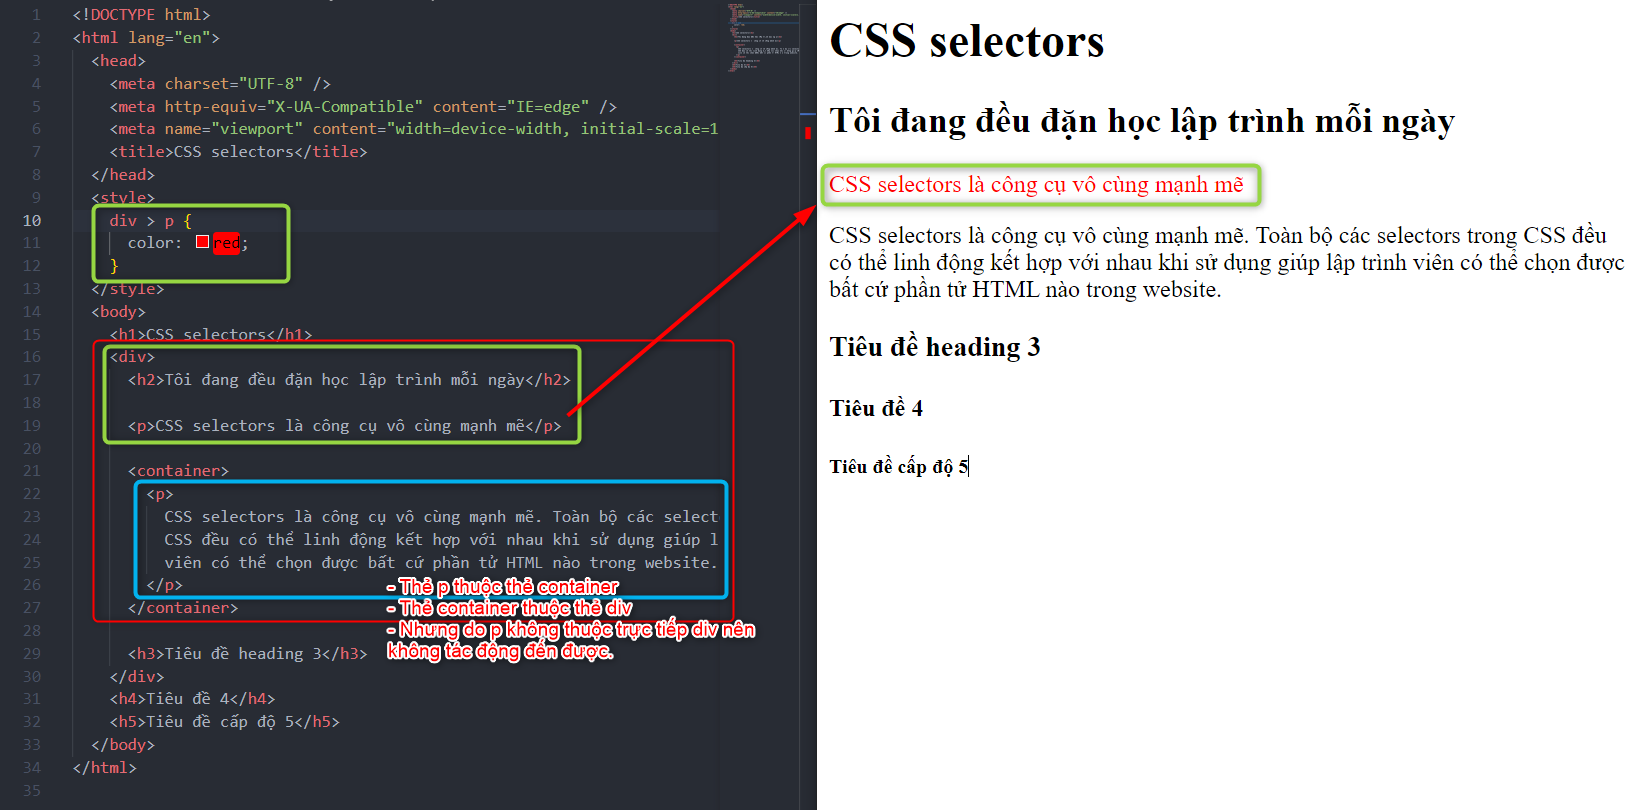 1 <!DOCTYPE html>
2 <html lang="en">
3 <head>
4 <meta charset="UTF-8" />
5 <meta http-equiv="X-UA-Compatible" content="IE=edge" />
6 <meta name="viewport" content="width=device-width, initial-scale=1
7 <title>CSS selectors</title>
8 </head>
9 <style>
10 div > p {
11 color: red;
12 }
13 </style>
14 <body>
15 <h1>CSS selectors</h1>
16 <div>
17 <h2>Tôi đang đều đặn học lập trình mỗi ngày</h2>
18
19 <p>CSS selectors là công cụ vô cùng mạnh mẽ</p>
20
21 <container>
22 <p>
23 CSS selectors là công cụ vô cùng mạnh mẽ. Toàn bộ các select
24 CSS đều có thể linh động kết hợp với nhau khi sử dụng giúp l
25 viên có thể chọn được bất cứ phần tử HTML nào trong website.
26 </p>
27 </container>
28
29 <h3>Tiêu đề heading 3</h3>
30 </div>
31 <h4>Tiêu đề 4</h4>
32 <h5>Tiêu đề cấp độ 5</h5>
33 </body>
34 </html>
35
- Thẻ p thuộc thẻ container
- Thẻ container thuộc thẻ div
- Nhưng do p không thuộc trực tiếp div nên
không tác động đến được.
CSS selectors
Tôi đang đều đặn học lập trình mỗi ngày
CSS selectors là công cụ vô cùng mạnh mẽ
CSS selectors là công cụ vô cùng mạnh mẽ. Toàn bộ các selectors trong CSS đều
có thể linh động kết hợp với nhau khi sử dụng giúp lập trình viên có thể chọn được
bất cứ phần tử HTML nào trong website.
Tiêu đề heading 3
Tiêu đề 4
Tiêu đề cấp độ 5